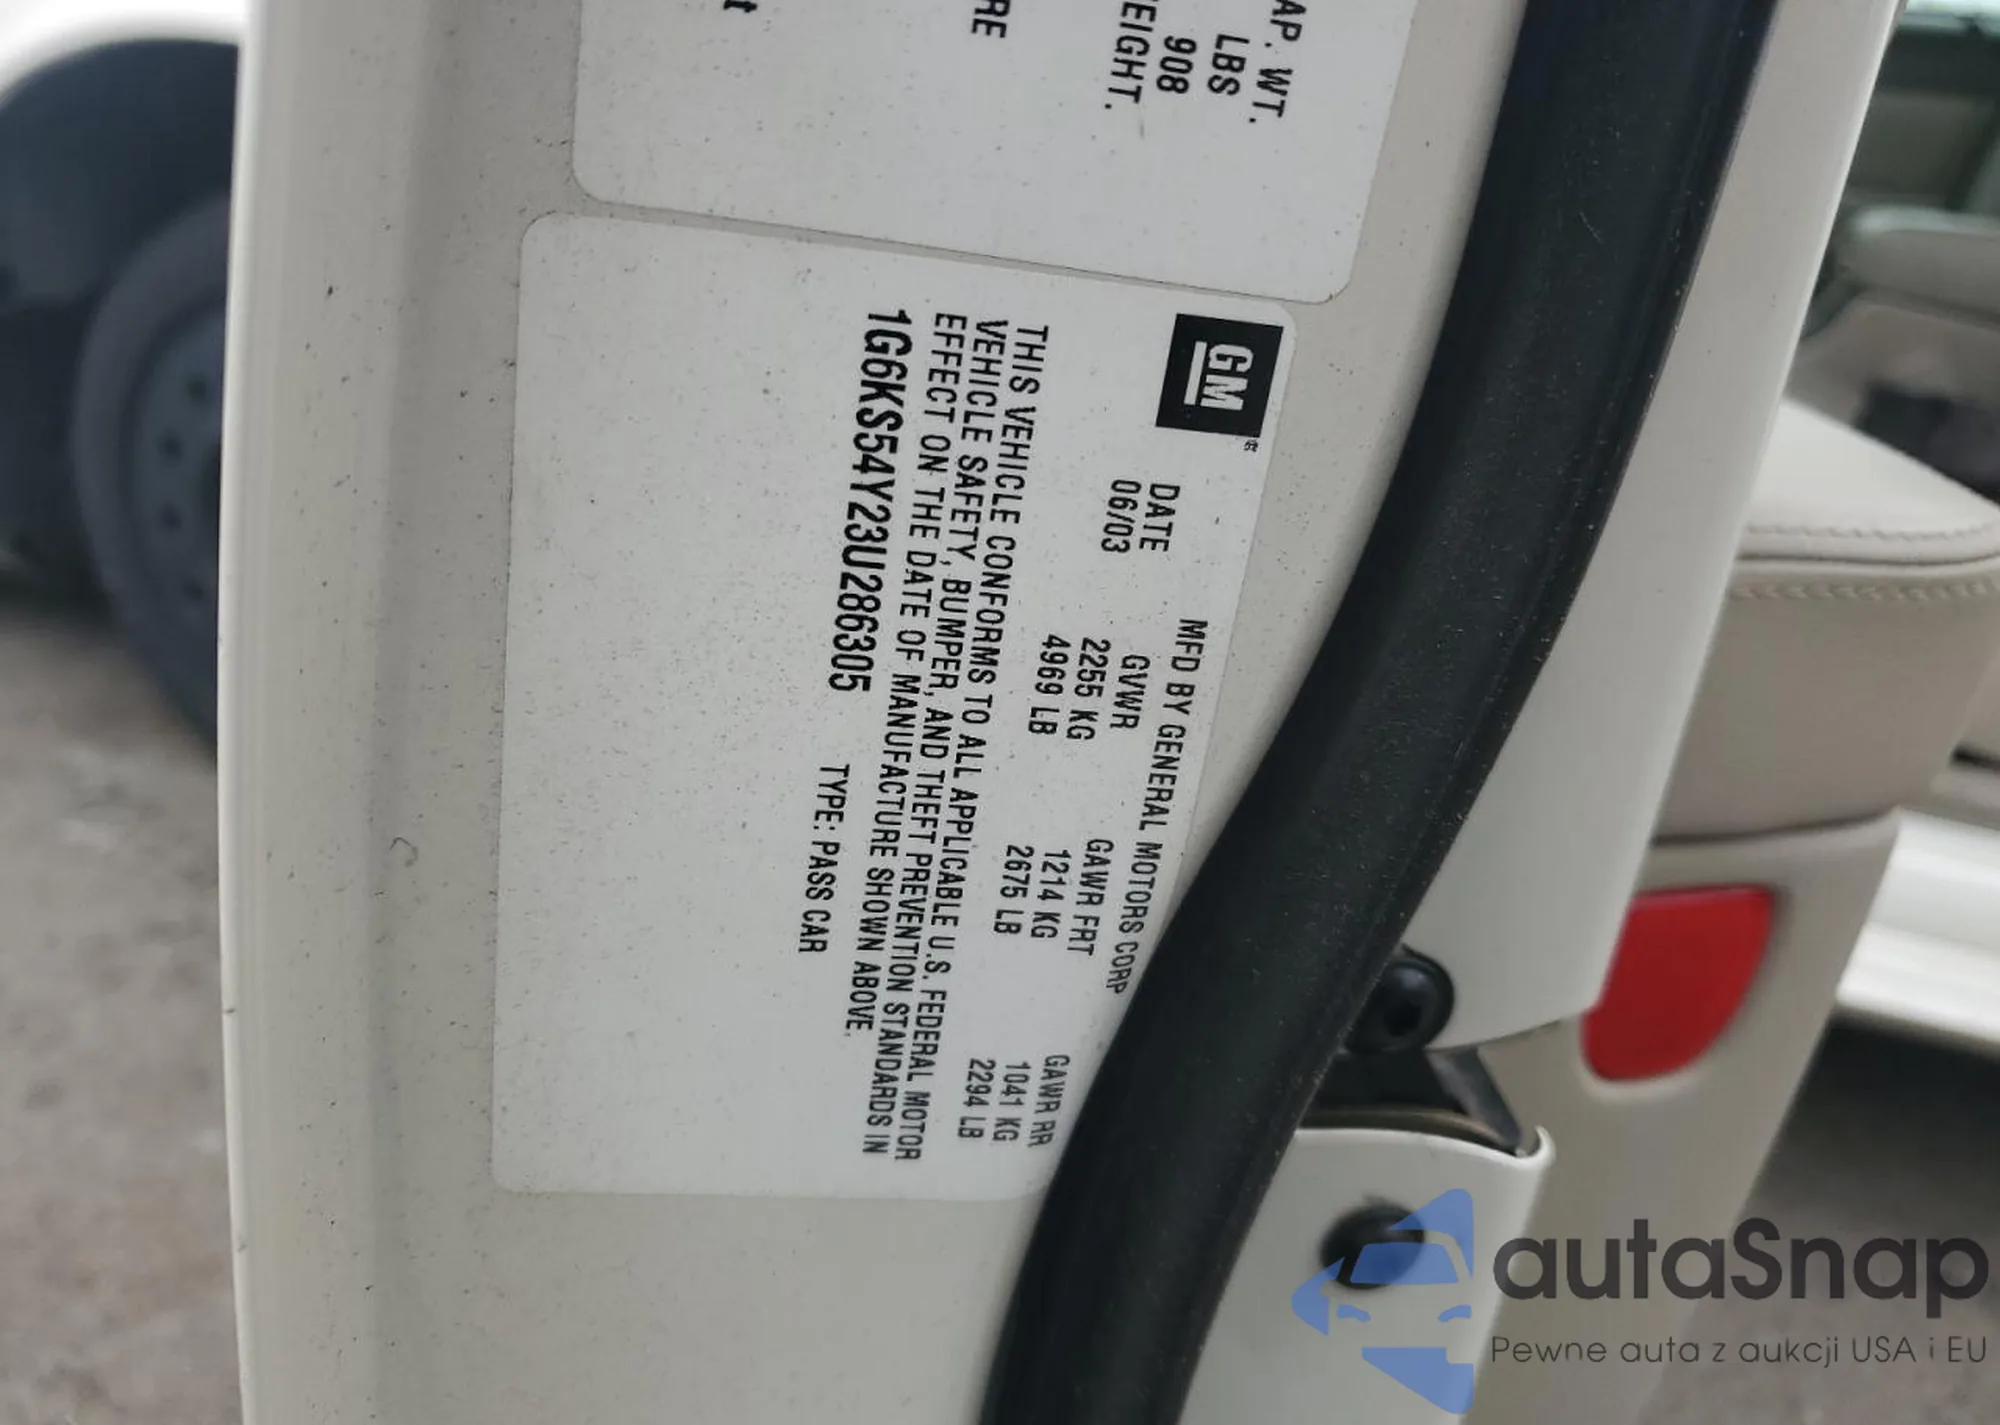 AP. WT.
LBS
908
EIGHT.
RE
t
GM
MFD BY GENERAL MOTORS CORP
DATE GVWR GAWR FRT GAWR RR
06/03 2255 KG 1214 KG 1041 KG
4969 LB 2675 LB 2294 LB
THIS VEHICLE CONFORMS TO ALL APPLICABLE U.S. FEDERAL MOTOR
VEHICLE SAFETY, BUMPER, AND THEFT PREVENTION STANDARDS IN
EFFECT ON THE DATE OF MANUFACTURE SHOWN ABOVE.
1G6KS54Y23U286305 TYPE: PASS CAR
autaSnap
Pewne auta z aukcji USA i EU